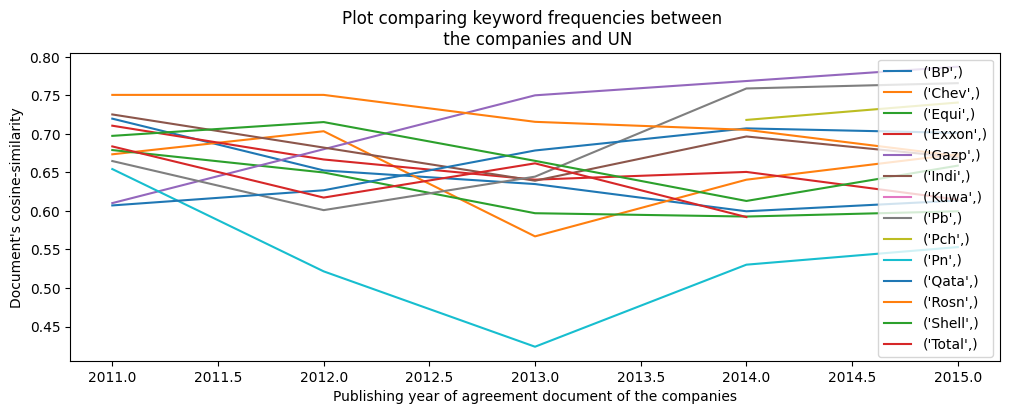 Plot comparing keyword frequencies between
the companies and UN
Document's cosine-similarity
0.80
0.75
0.70
0.65
0.60
0.55
0.50
0.45
('BP',)
('Chev',)
('Equi',)
('Exxon',)
('Gazp',)
('Indi',)
('Kuwa',)
('Pb',)
('Pch',)
('Pn',)
('Qata',)
('Rosn',)
('Shell',)
('Total',)
2011.0 2011.5 2012.0 2012.5 2013.0 2013.5 2014.0 2014.5 2015.0
Publishing year of agreement document of the companies